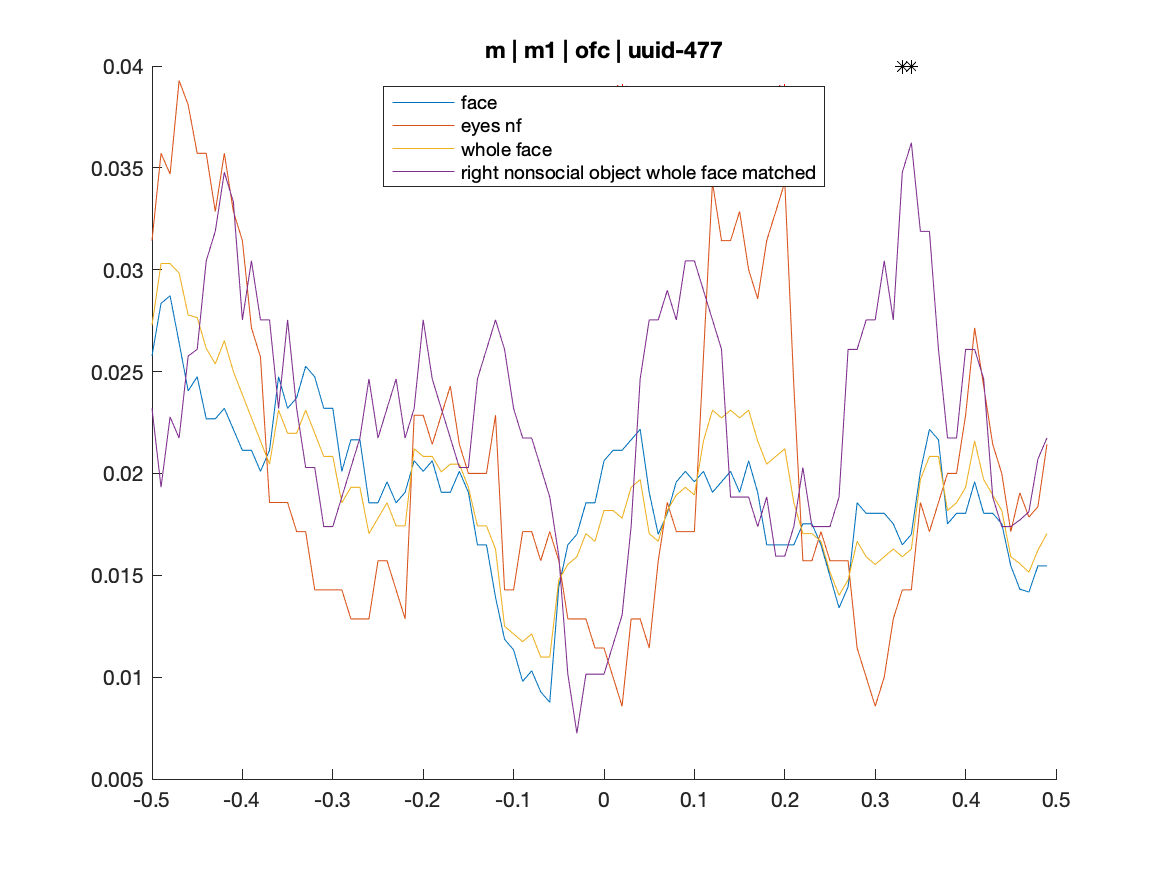 m | m1 | ofc | uuid-477
0.04
0.035
0.03
0.025
0.02
0.015
0.01
0.005
face
eyes nf
whole face
right nonsocial object whole face matched
-0.5 -0.4 -0.3 -0.2 -0.1 0 0.1 0.2 0.3 0.4 0.5